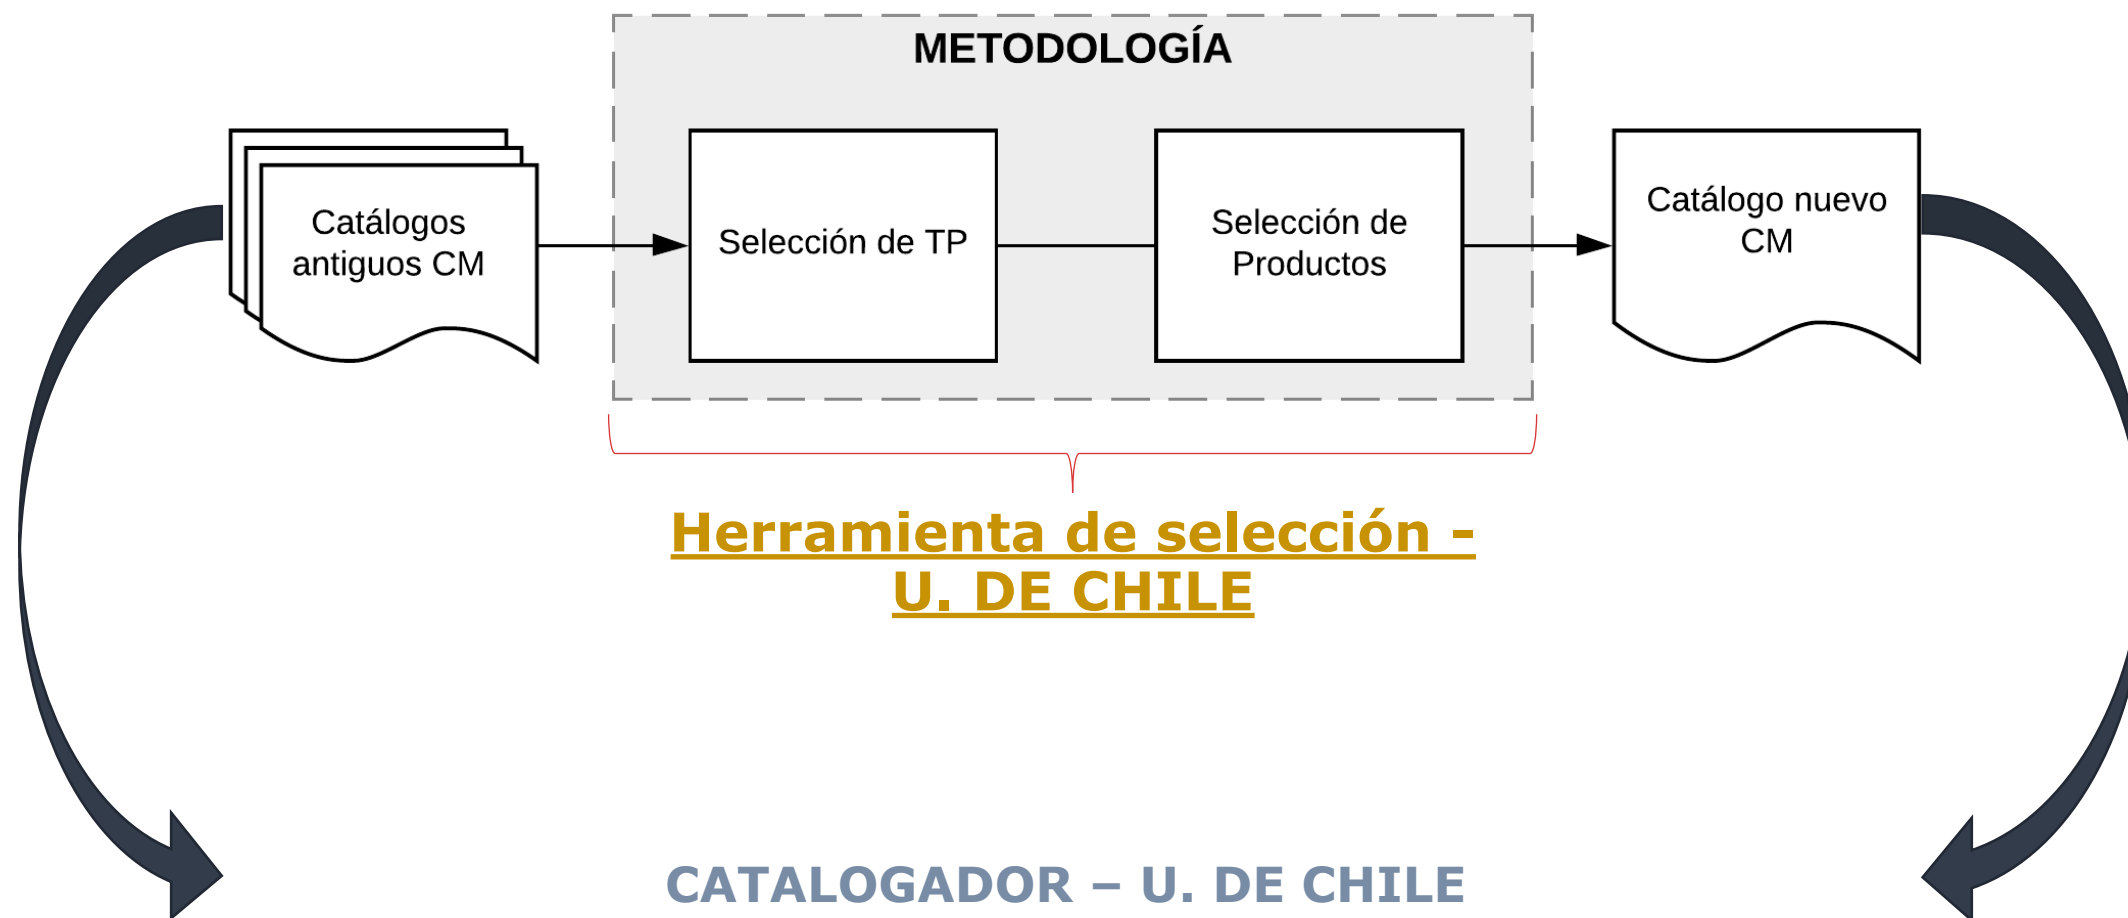 METODOLOGÍA
Catálogos
antiguos CM
Selección de TP
Selección de
Productos
Catálogo nuevo
CM
Herramienta de selección -
U. DE CHILE
CATALOGADOR – U. DE CHILE